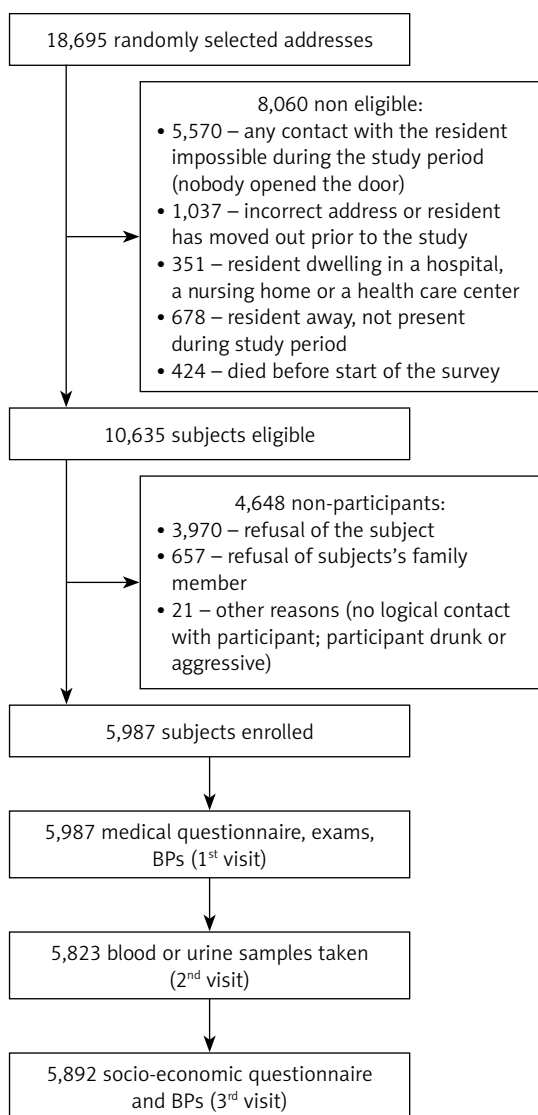 18,695 randomly selected addresses
8,060 non eligible:
• 5,570 – any contact with the resident
impossible during the study period
(nobody opened the door)
• 1,037 – incorrect address or resident
has moved out prior to the study
• 351 – resident dwelling in a hospital,
a nursing home or a health care center
• 678 – resident away, not present
during study period
• 424 – died before start of the survey
10,635 subjects eligible
4,648 non-participants:
• 3,970 – refusal of the subject
• 657 – refusal of subjects's family
member
• 21 – other reasons (no logical contact
with participant; participant drunk or
aggressive)
5,987 subjects enrolled
5,987 medical questionnaire, exams,
BPs (1st visit)
5,823 blood or urine samples taken
(2nd visit)
5,892 socio-economic questionnaire
and BPs (3rd visit)